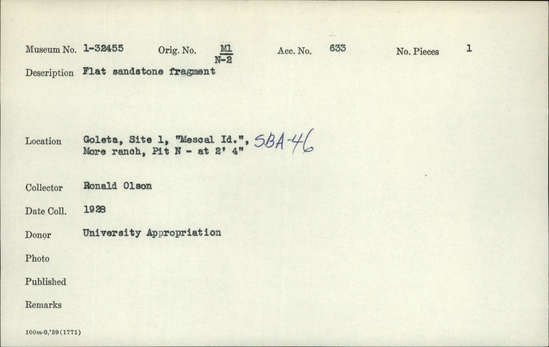 Museum No. 1-32455 Orig. No. M1 Acc. No. 633 No. Pieces 1
N-2
Description Flat sandstone fragment
Location Goleta, Site 1, "Mescal Id.", SBA-46
More ranch, Pit N - at 2' 4"
Collector Ronald Olson
Date Coll. 1928
Donor University Appropriation
Photo
Published
Remarks
100m-9,'59(1771)